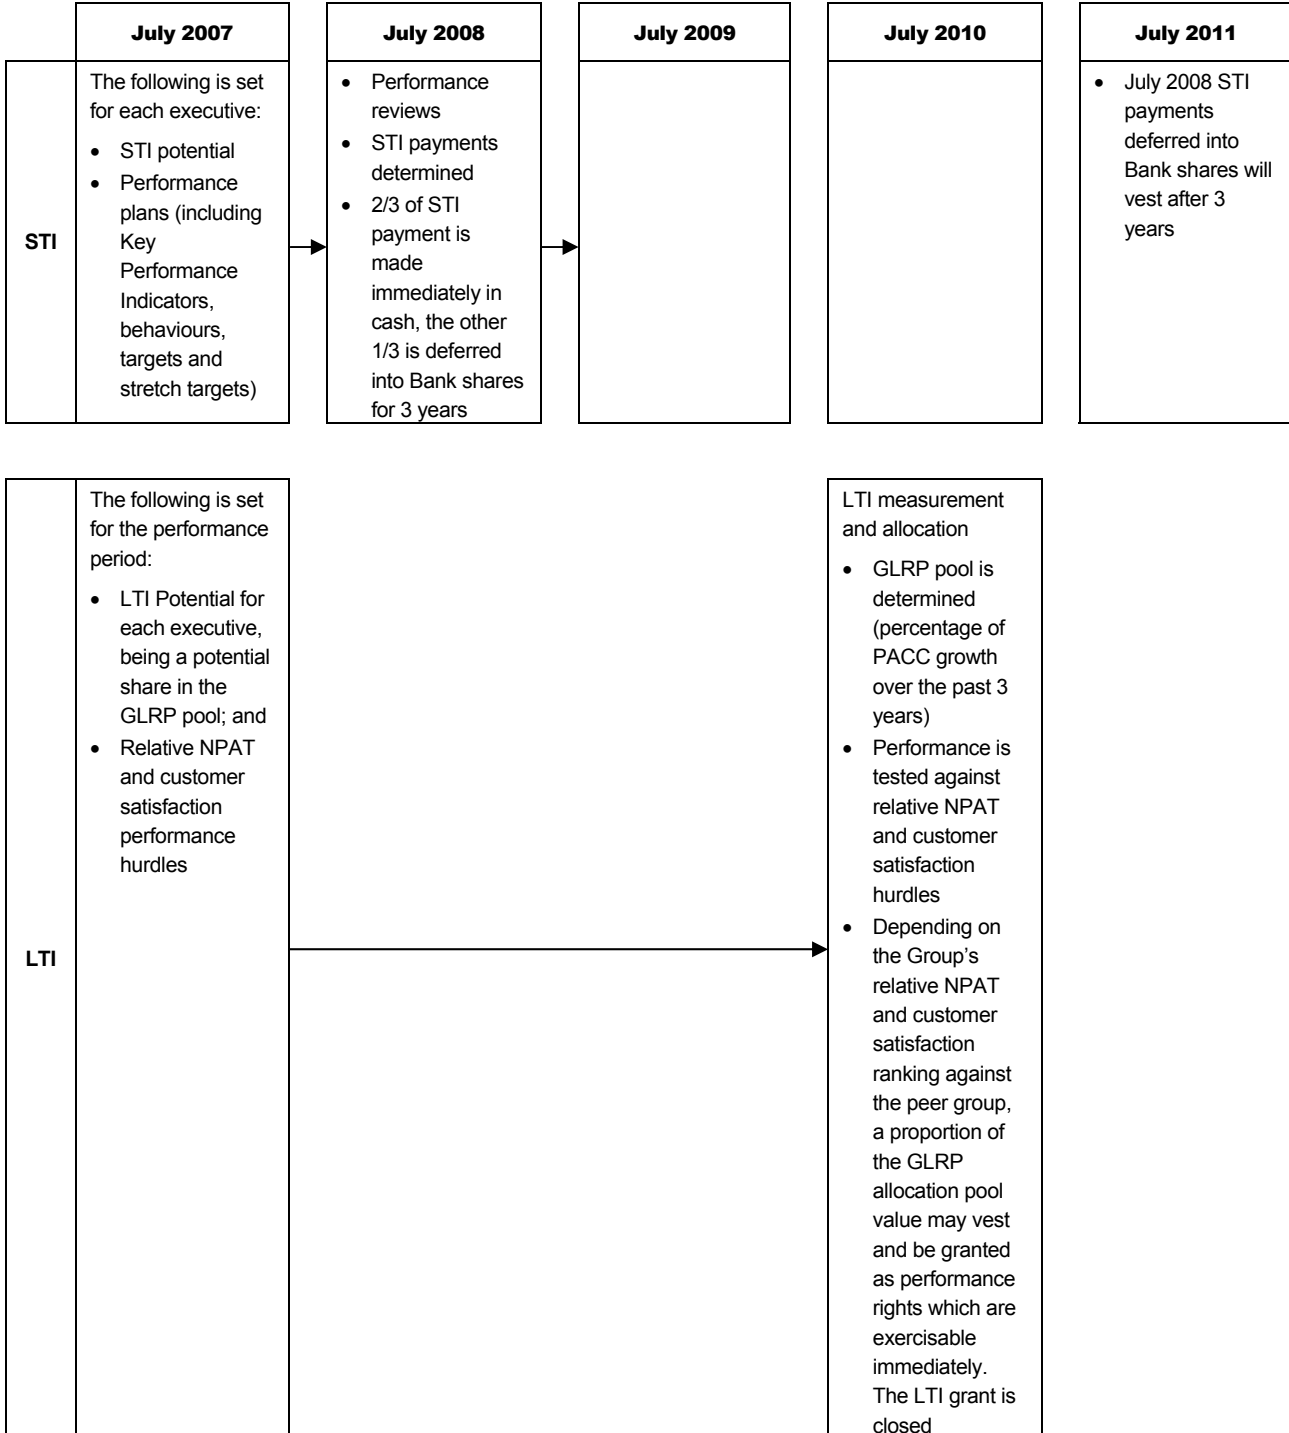 July 2007
July 2008
July 2009
July 2010
July 2011
STI
The following is set
for each executive:
• STI potential
• Performance
plans (including
Key
Performance
Indicators,
behaviours,
targets and
stretch targets)
• Performance
reviews
• STI payments
determined
• 2/3 of STI
payment is
made
immediately in
cash, the other
1/3 is deferred
into Bank shares
for 3 years
• July 2008 STI
payments
deferred into
Bank shares will
vest after 3
years
LTI
The following is set
for the performance
period:
• LTI Potential for
each executive,
being a potential
share in the
GLRP pool; and
• Relative NPAT
and customer
satisfaction
performance
hurdles
LTI measurement
and allocation
• GLRP pool is
determined
(percentage of
PACC growth
over the past 3
years)
• Performance is
tested against
relative NPAT
and customer
satisfaction
hurdles
• Depending on
the Group’s
relative NPAT
and customer
satisfaction
ranking against
the peer group,
a proportion of
the GLRP
allocation pool
value may vest
and be granted
as performance
rights which are
exercisable
immediately.
The LTI grant is
closed